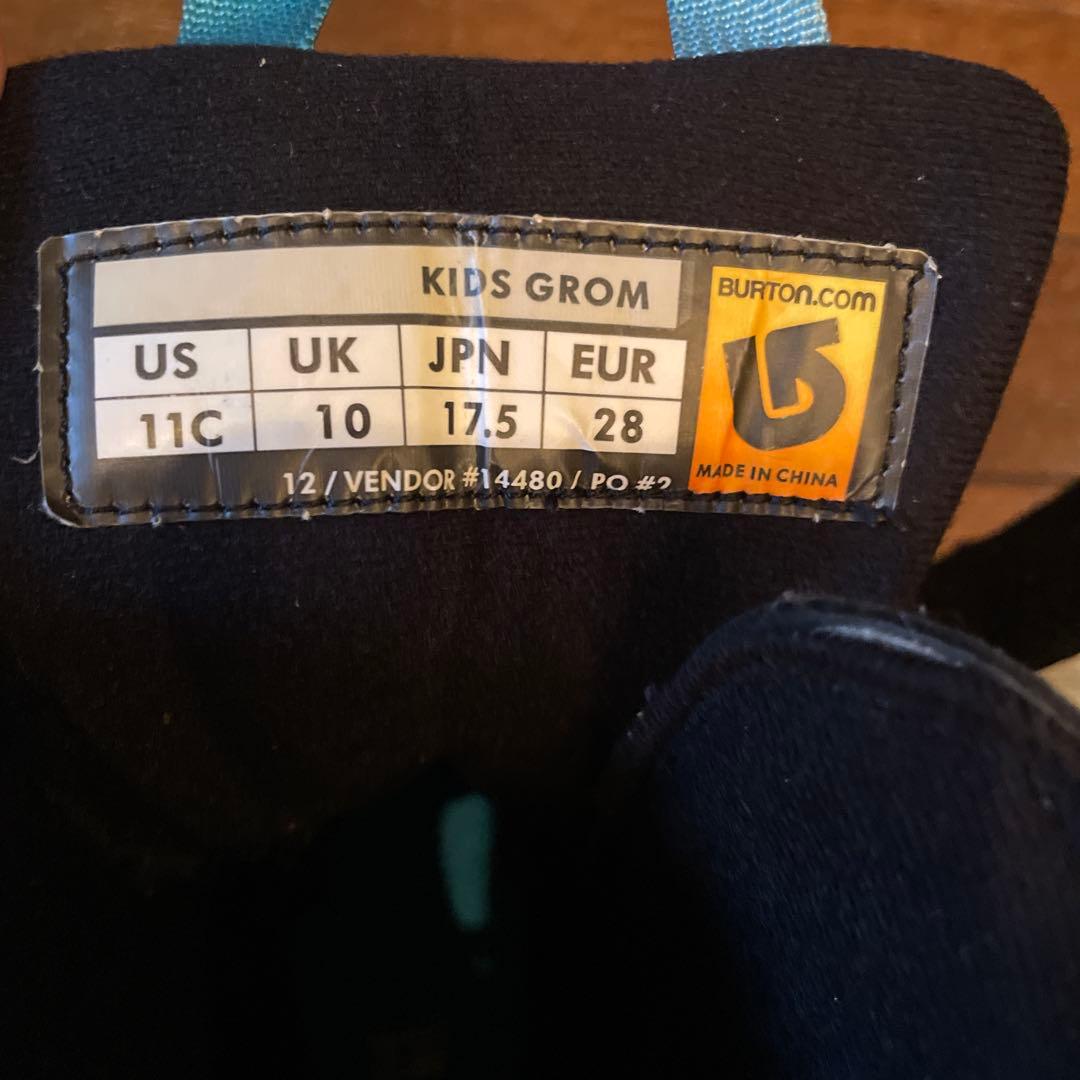 KIDS GROM
BURTON.COM
US UK JPN EUR
11C 10 17.5 28
12 / VENDOR #14480 / PO #2
MADE IN CHINA